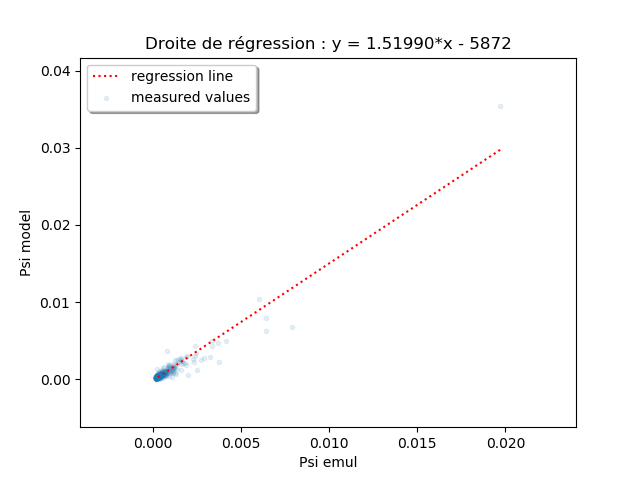 Droite de régression : y = 1.51990*x - 5872
regression line
measured values
0.04
0.03
0.02
0.01
0.00
Psi model
0.000
0.005
0.010
0.015
0.020
Psi emul